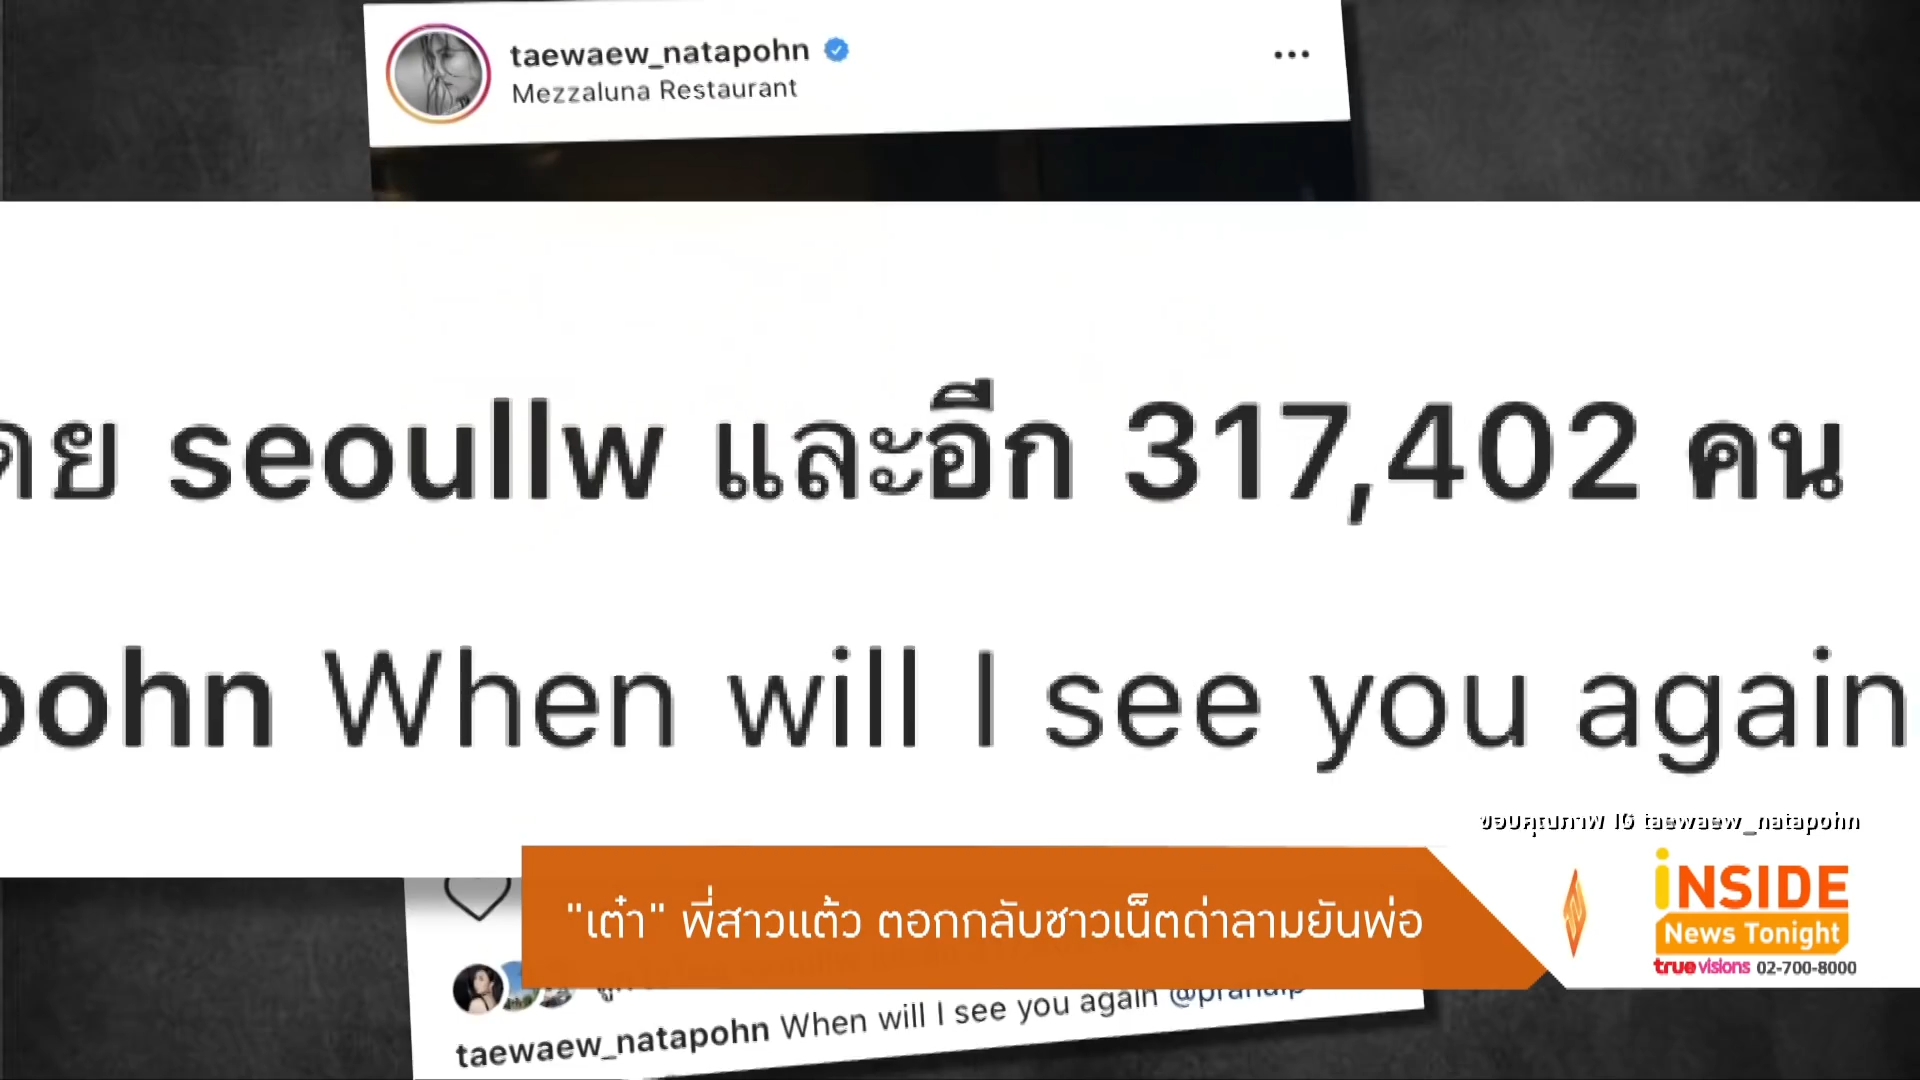 taewaew_natapohn
Mezzaluna Restaurant
ดย seoullw และอีก 317,402 คน
pohn When will I see you again
ขอบคุณภาพ IG taewaew_natapohn
"เต๋า" พี่สาวแต้ว ตอกกลับชาวเน็ตด่าลามยันพ่อ
iNSIDE
News Tonight
truevisions 02-700-8000
taewaew_natapohn When will I see you again